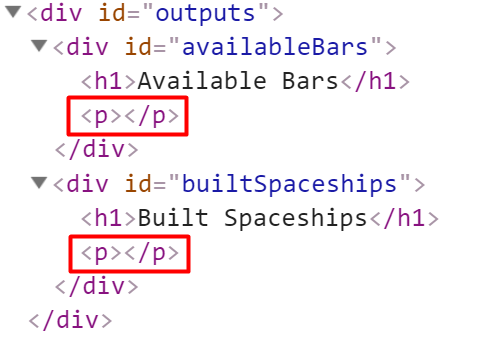 <div id="outputs">
<div id="availableBars">
<h1>Available Bars</h1>
<p></p>
</div>
<div id="builtSpaceships">
<h1>Built Spaceships</h1>
<p></p>
</div>
</div>